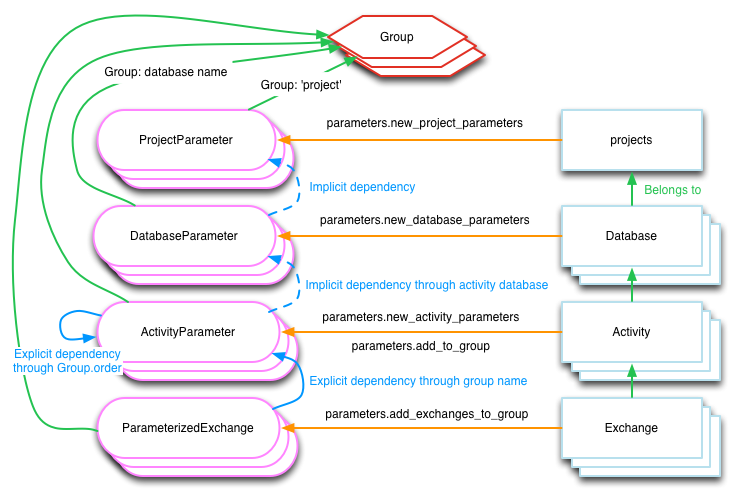 Group
Group: database name
Group: 'project'
ProjectParameter
parameters.new_project_parameters
projects
Implicit dependency
Belongs to
DatabaseParameter
parameters.new_database_parameters
Database
Implicit dependency through activity database
ActivityParameter
parameters.new_activity_parameters
parameters.add_to_group
Activity
Explicit dependency
through Group.order
Explicit dependency through group name
ParameterizedExchange
parameters.add_exchanges_to_group
Exchange